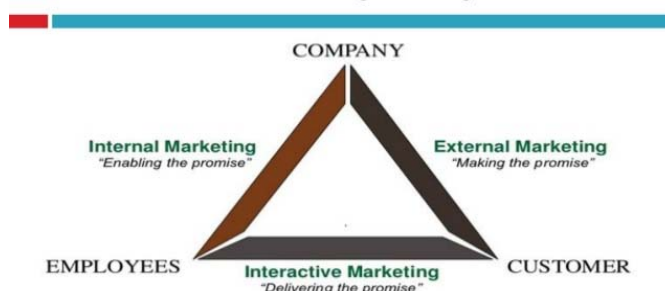 COMPANY
Internal Marketing
"Enabling the promise"
External Marketing
"Making the promise"
EMPLOYEES
CUSTOMER
Interactive Marketing
"Delivering the promise"